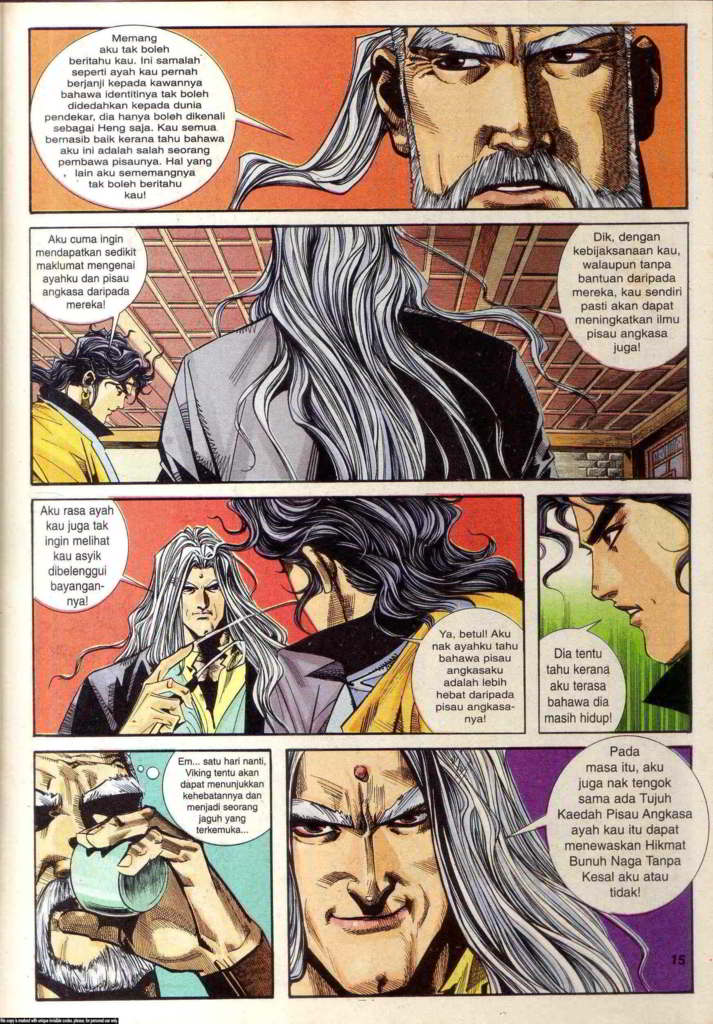 Memang
aku tak boleh
beritahu kau. Ini samalah
seperti ayah kau pernah
berjanji kepada kawannya
bahawa identitinya tak boleh
didedahkan kepada dunia
pendekar, dia hanya boleh dikenali
sebagai Heng saja. Kau semua
bernasib baik kerana tahu bahawa
aku ini adalah salah seorang
pembawa pisaunya. Hal yang
lain aku sememangnya
tak boleh beritahu
kau!
Aku cuma ingin
mendapatkan sedikit
maklumat mengenai
ayahku dan pisau
angkasa daripada
mereka!
Dik, dengan
kebijaksanaan kau,
walaupun tanpa
bantuan daripada
mereka, kau sendiri
pasti akan dapat
meningkatkan ilmu
pisau angkasa
juga!
Aku rasa ayah
kau juga tak
ingin melihat
kau asyik
dibelenggui
bayangan-
nya!
Ya, betul! Aku
nak ayahku tahu
bahawa pisau
angkasaku
adalah lebih
hebat daripada
pisau angkasa-
nya!
Dia tentu
tahu kerana
aku terasa
bahawa dia
masih hidup!
Em... satu hari nanti,
Viking tentu akan
dapat menunjukkan
kehebatannya dan
menjadi seorang
jaguh yang
terkemuka...
Pada
masa itu, aku
juga nak tengok
sama ada Tujuh
Kaedah Pisau Angkasa
ayah kau itu dapat
menewaskan Hikmat
Bunuh Naga Tanpa
Kesal aku atau
tidak!
15